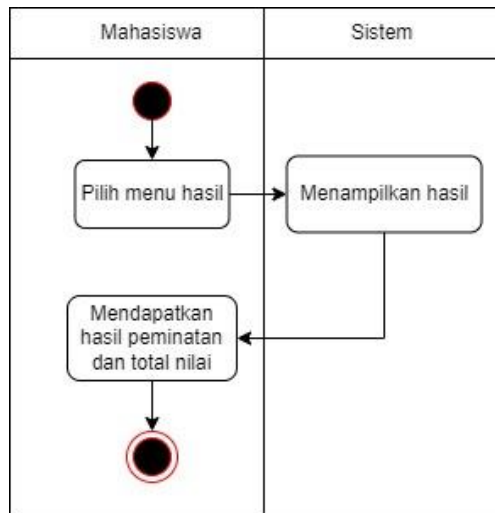 Mahasiswa
Sistem
Pilih menu hasil
Menampilkan hasil
Mendapatkan
hasil peminatan
dan total nilai